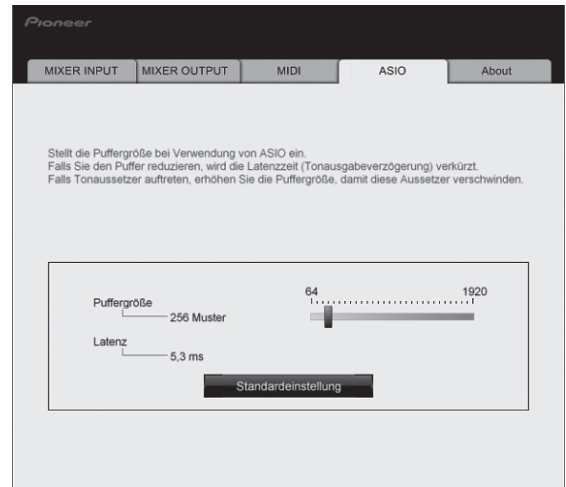 Pioneer
MIXER INPUT MIXER OUTPUT MIDI ASIO About
Stellt die Puffergröße bei Verwendung von ASIO ein.
Falls Sie den Puffer reduzieren, wird die Latenzzeit (Tonausgabeverzögerung) verkürzt.
Falls Tonaussetzer auftreten, erhöhen Sie die Puffergröße, damit diese Aussetzer verschwinden.
64 1920
Puffergröße
256 Muster
Latenz
5,3 ms
Standardeinstellung